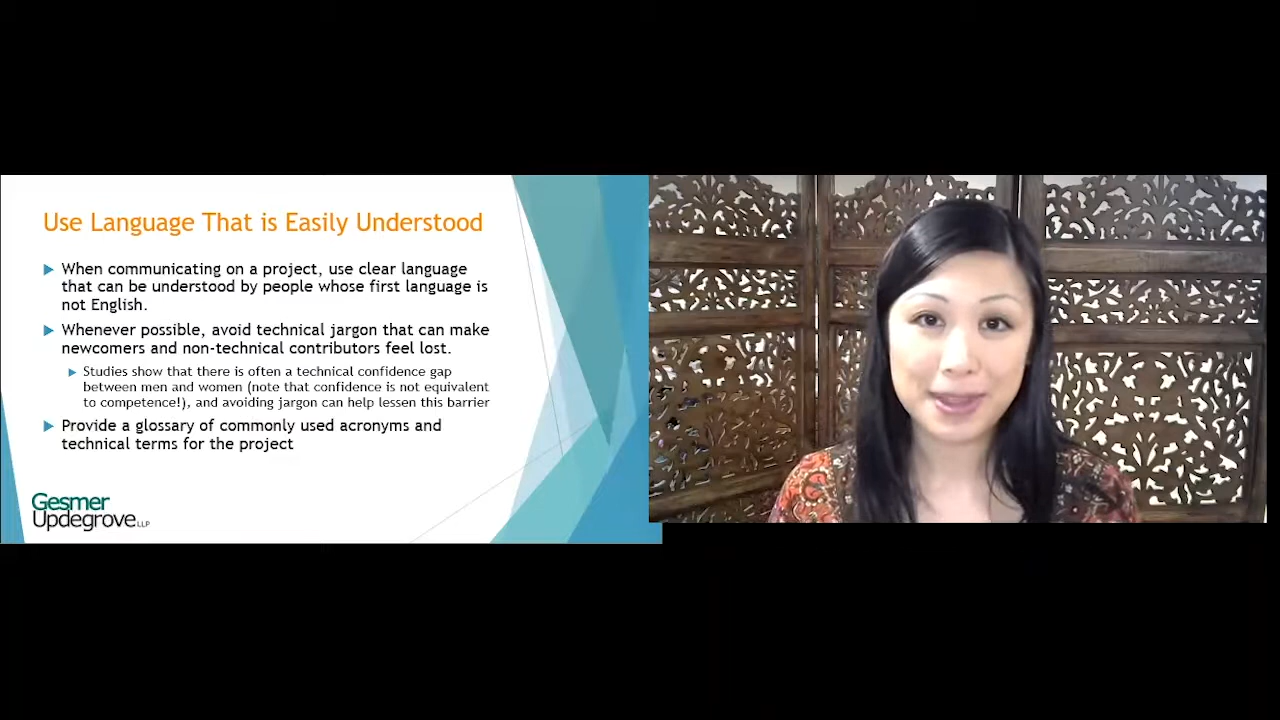 Use Language That is Easily Understood
When communicating on a project, use clear language
that can be understood by people whose first language is
not English.
Whenever possible, avoid technical jargon that can make
newcomers and non-technical contributors feel lost.
Studies show that there is often a technical confidence gap
between men and women (note that confidence is not equivalent
to competence!), and avoiding jargon can help lessen this barrier
Provide a glossary of commonly used acronyms and
technical terms for the project
Gesmer
Updegrove LLP